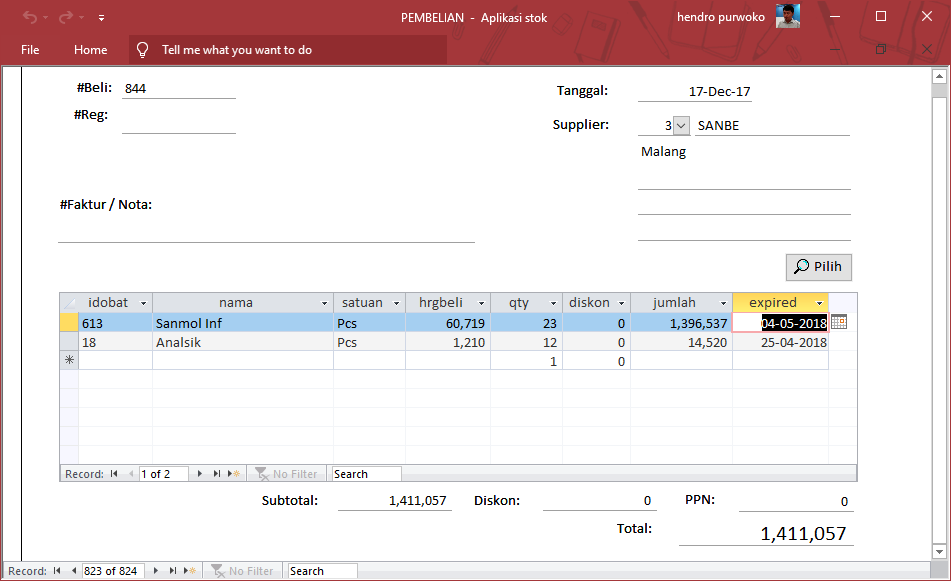 PEMBELIAN - Aplikasi stok
hendro purwoko
File Home Tell me what you want to do
#Beli: 844
#Reg:
Tanggal: 17-Dec-17
Supplier: 3 SANBE
Malang
#Faktur / Nota:
Pilih
idobat nama satuan hrgbeli qty diskon jumlah expired
613 Sanmol Inf Pcs 60,719 23 0 1,396,537 04-05-2018
18 Analsik Pcs 1,210 12 0 14,520 25-04-2018
* 1 0
Record: 1 of 2 No Filter Search
Subtotal: 1,411,057 Diskon: 0 PPN: 0
Total: 1,411,057
Record: 823 of 824 No Filter Search